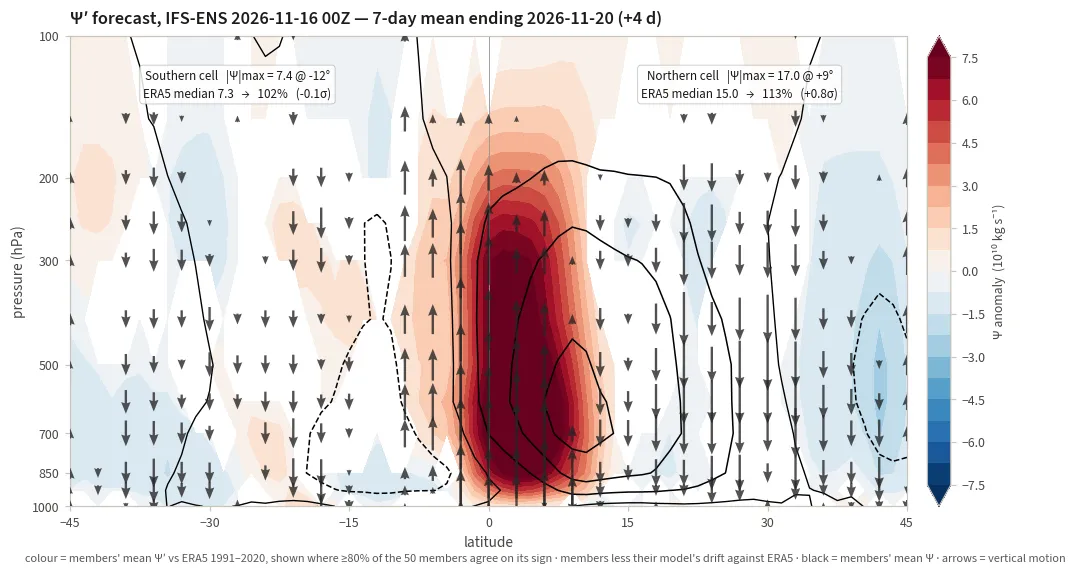 Ψ′ forecast, IFS-ENS 2026-11-16 00Z — 7-day mean ending 2026-11-20 (+4 d)
Southern cell |Ψ|max = 7.4 @ -12°
ERA5 median 7.3 → 102% (-0.1σ)
Northern cell |Ψ|max = 17.0 @ +9°
ERA5 median 15.0 → 113% (+0.8σ)
pressure (hPa)
100
200
300
500
700
850
1000
−45
−30
−15
0
15
30
45
latitude
7.5
6.0
4.5
3.0
1.5
0.0
−1.5
−3.0
−4.5
−6.0
−7.5
Ψ anomaly (10¹⁰ kg s⁻¹)
colour = members' mean Ψ′ vs ERA5 1991–2020, shown where ≥80% of the 50 members agree on its sign · members less their model's drift against ERA5 · black = members' mean Ψ · arrows = vertical motion